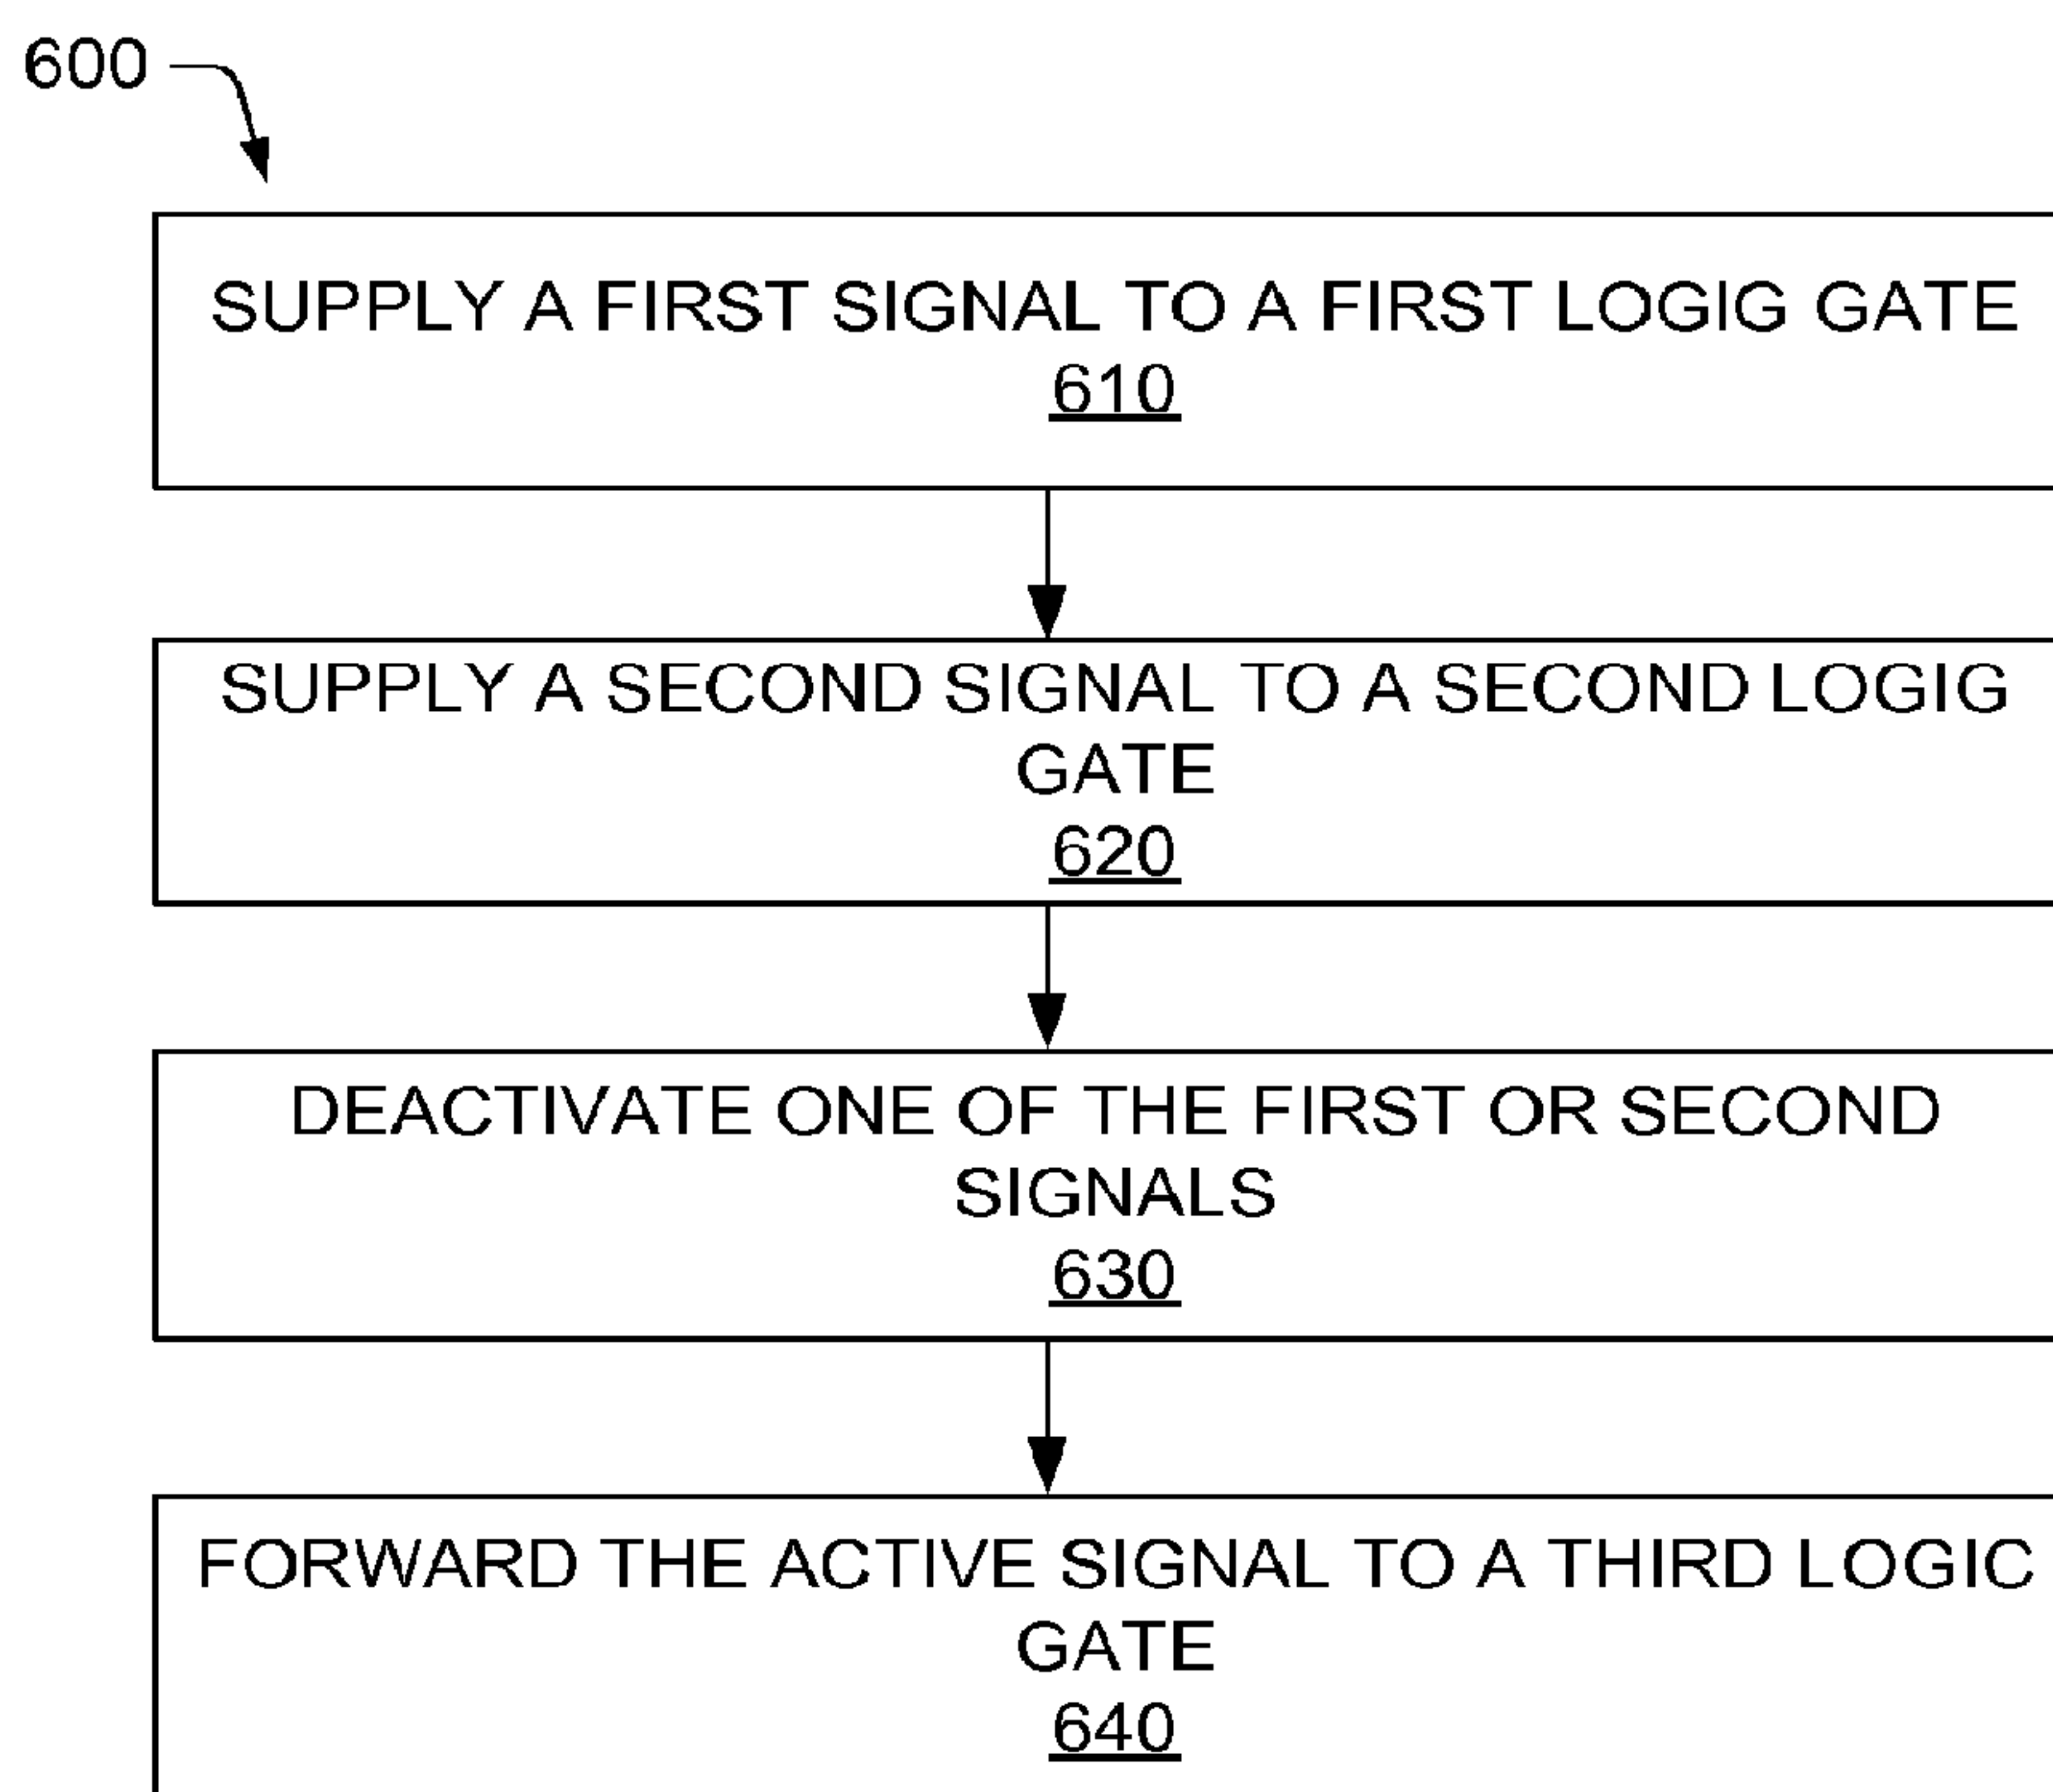 600
SUPPLY A FIRST SIGNAL TO A FIRST LOGIG GATE
610
SUPPLY A SECOND SIGNAL TO A SECOND LOGIG
GATE
620
DEACTIVATE ONE OF THE FIRST OR SECOND
SIGNALS
630
FORWARD THE ACTIVE SIGNAL TO A THIRD LOGIC
GATE
640